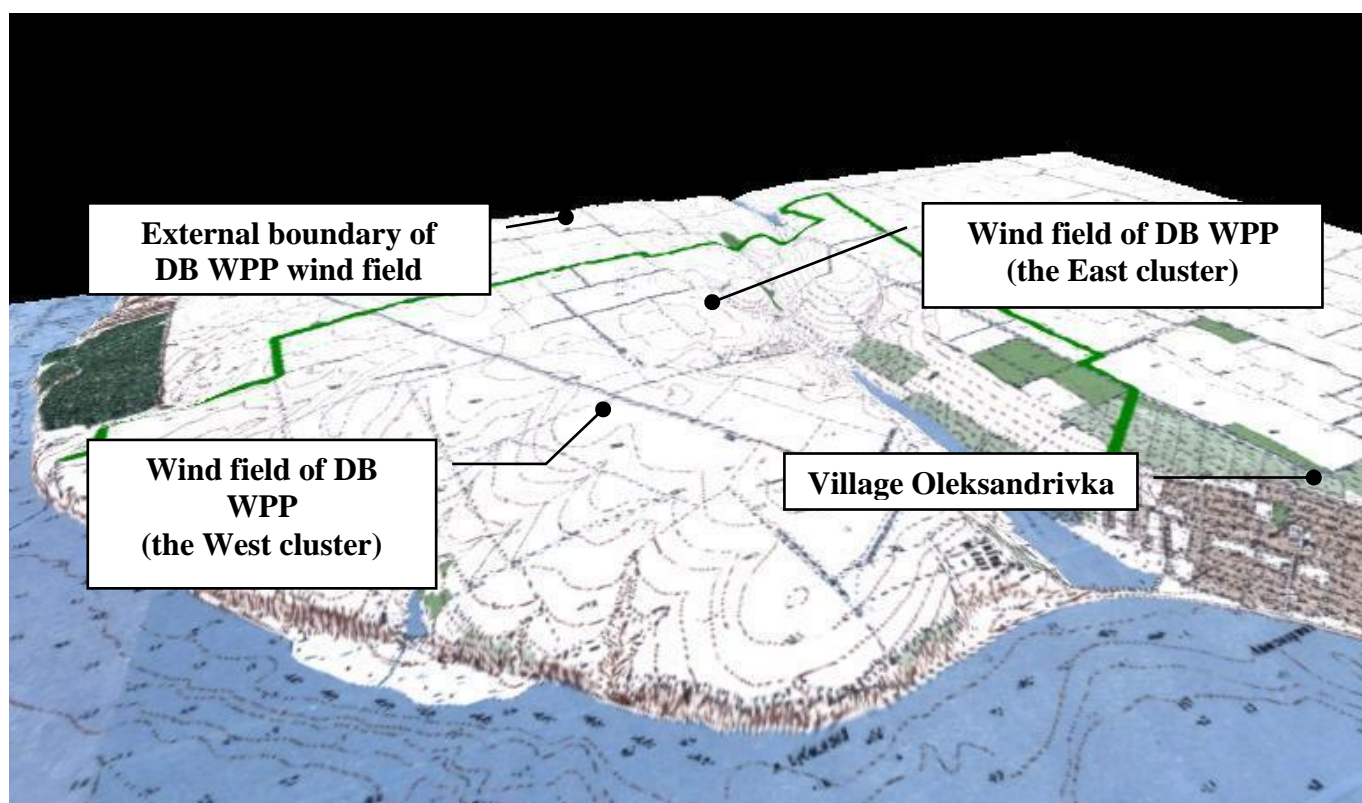 External boundary of
DB WPP wind field
Wind field of DB WPP
(the East cluster)
Wind field of DB
WPP
(the West cluster)
Village Oleksandrivka